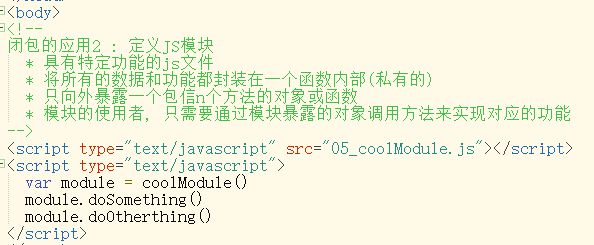 <body>
<!--
闭包的应用2 : 定义JS模块
* 具有特定功能的js文件
* 将所有的数据和功能都封装在一个函数内部(私有的)
* 只向外暴露一个包信n个方法的对象或函数
* 模块的使用者, 只需要通过模块暴露的对象调用方法来实现对应的功能
-->
<script type="text/javascript" src="05_coolModule.js"></script>
<script type="text/javascript">
var module = coolModule()
module.doSomething()
module.doOtherthing()
</script>